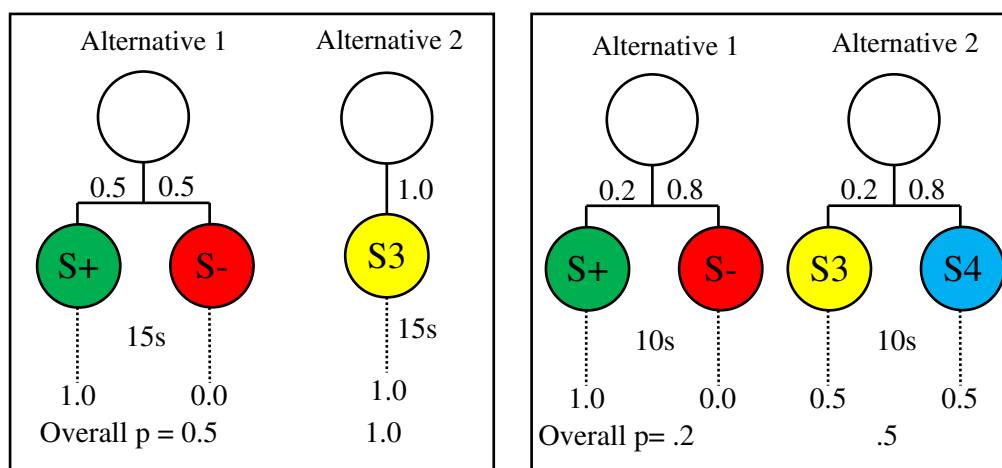 Alternative 1 Alternative 2
0.5 0.5 1.0
S+ S- S3
15s 15s
1.0 0.0 1.0
Overall p = 0.5 1.0
Alternative 1 Alternative 2
0.2 0.8 0.2 0.8
S+ S- S3 S4
10s 10s
1.0 0.0 0.5 0.5
Overall p= .2 .5